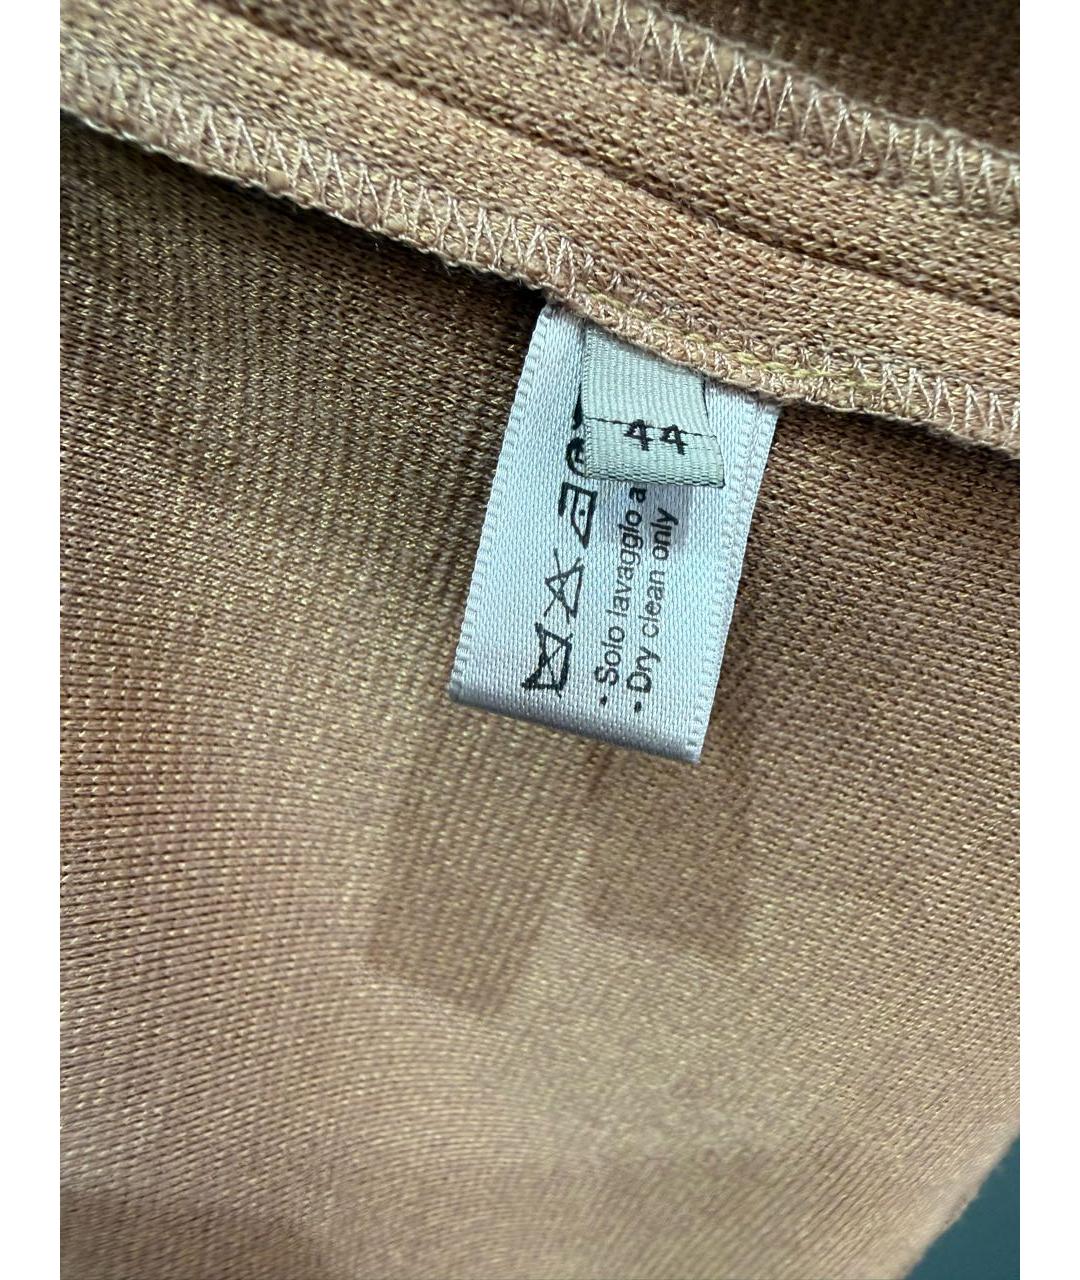 44
- Solo lavaggio a
- Dry clean only